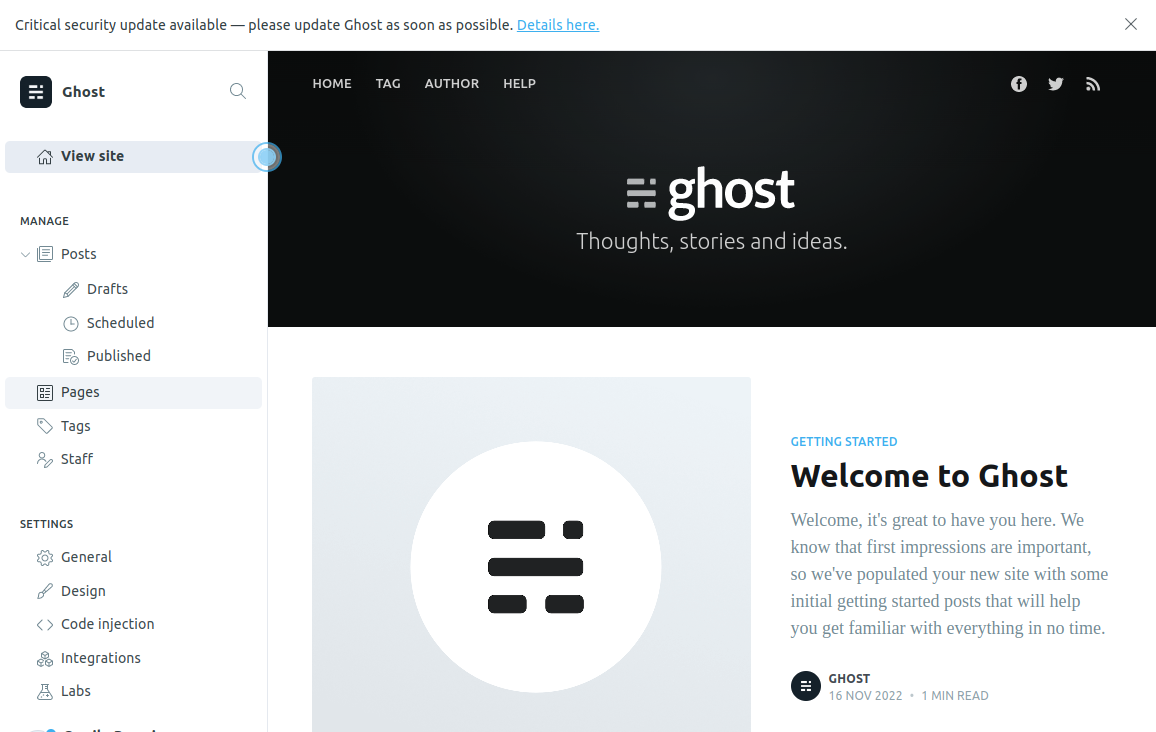 Critical security update available — please update Ghost as soon as possible. Details here.
Ghost
View site
MANAGE
Posts
Drafts
Scheduled
Published
Pages
Tags
Staff
SETTINGS
General
Design
Code injection
Integrations
Labs
HOME TAG AUTHOR HELP
ghost
Thoughts, stories and ideas.
GETTING STARTED
Welcome to Ghost
Welcome, it's great to have you here. We
know that first impressions are important,
so we've populated your new site with some
initial getting started posts that will help
you get familiar with everything in no time.
GHOST
16 NOV 2022 • 1 MIN READ